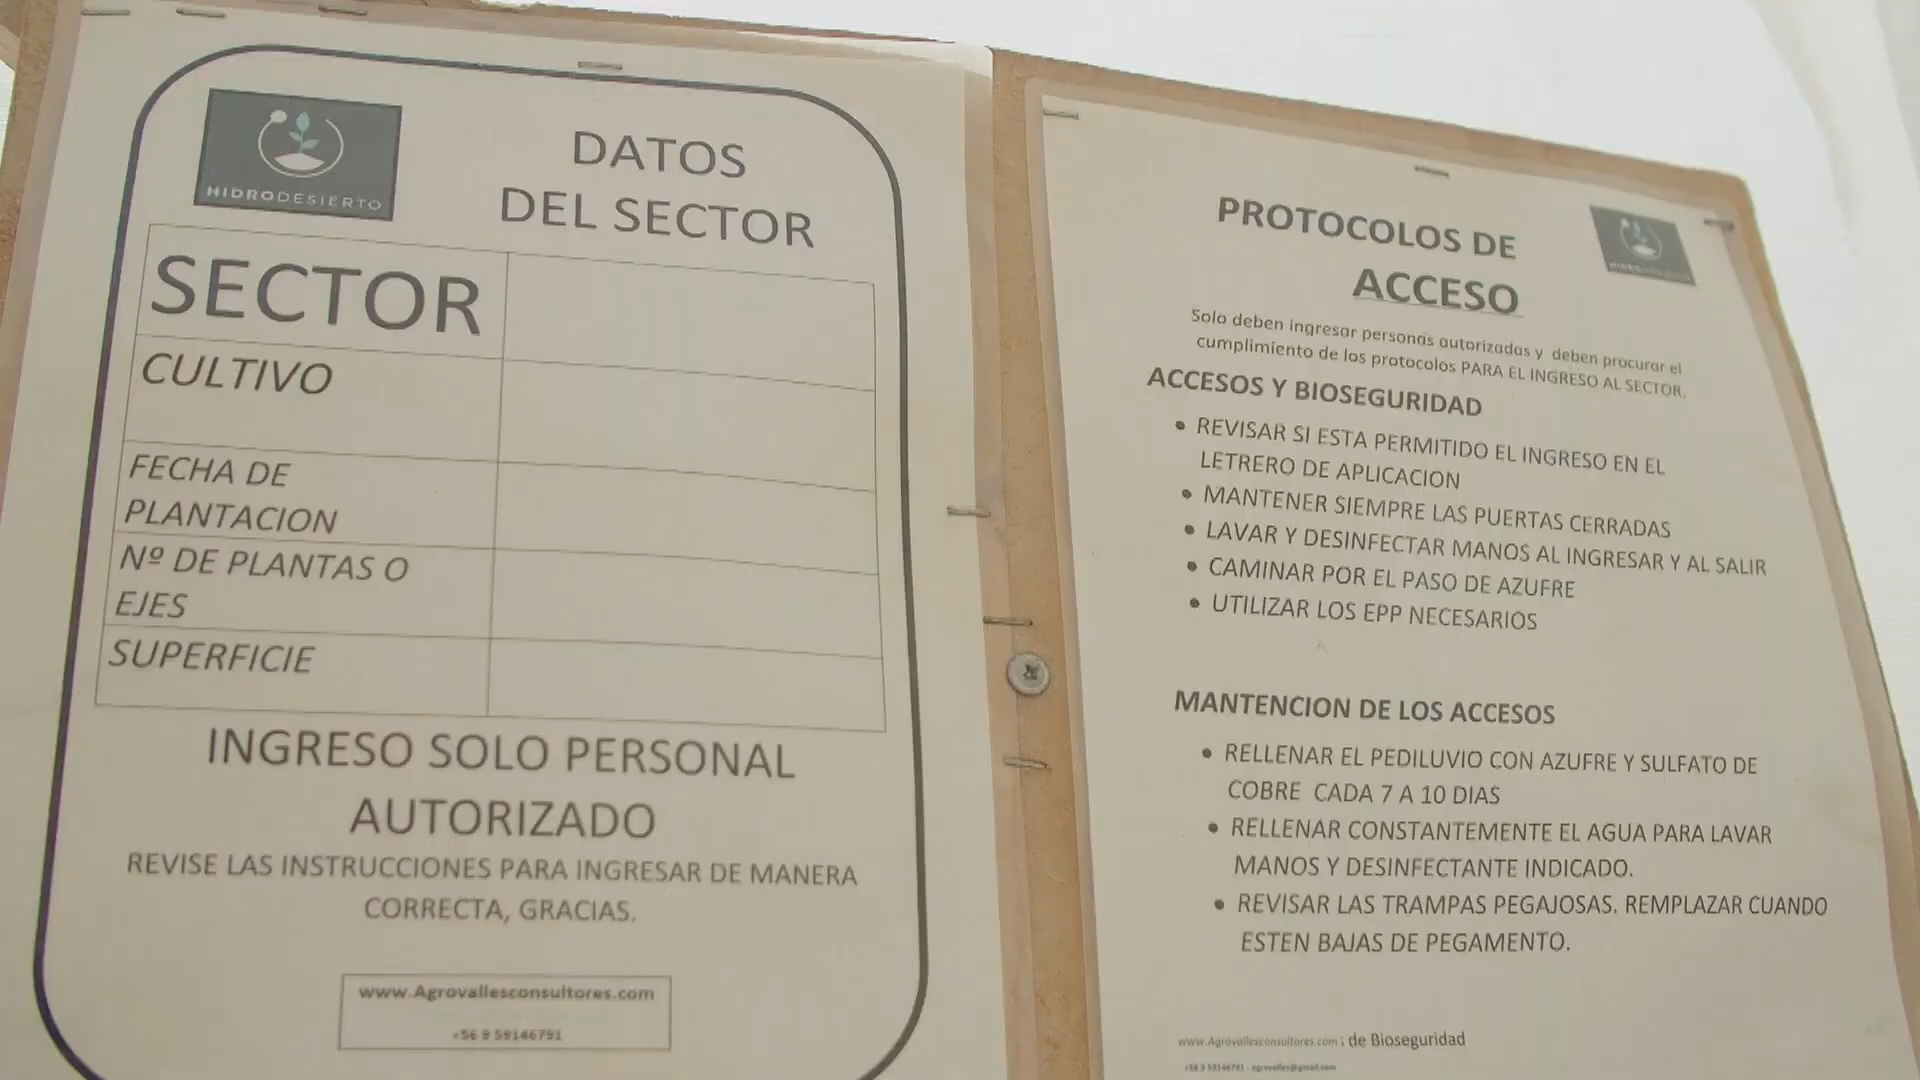 HIDRODESIERTO
DATOS
DEL SECTOR
SECTOR
CULTIVO
FECHA DE
PLANTACION
Nº DE PLANTAS O
EJES
SUPERFICIE
INGRESO SOLO PERSONAL
AUTORIZADO
REVISE LAS INSTRUCCIONES PARA INGRESAR DE MANERA
CORRECTA, GRACIAS.
www.Agrovallesconsultores.com
+56 9 59146791
PROTOCOLOS DE
ACCESO
Solo deben ingresar personas autorizadas y deben procurar el
cumplimiento de los protocolos PARA EL INGRESO AL SECTOR.
ACCESOS Y BIOSEGURIDAD
• REVISAR SI ESTA PERMITIDO EL INGRESO EN EL
LETRERO DE APLICACION
• MANTENER SIEMPRE LAS PUERTAS CERRADAS
• LAVAR Y DESINFECTAR MANOS AL INGRESAR Y AL SALIR
• CAMINAR POR EL PASO DE AZUFRE
• UTILIZAR LOS EPP NECESARIOS
MANTENCION DE LOS ACCESOS
• RELLENAR EL PEDILUVIO CON AZUFRE Y SULFATO DE
COBRE CADA 7 A 10 DIAS
• RELLENAR CONSTANTEMENTE EL AGUA PARA LAVAR
MANOS Y DESINFECTANTE INDICADO.
• REVISAR LAS TRAMPAS PEGAJOSAS. REMPLAZAR CUANDO
ESTEN BAJAS DE PEGAMENTO.
www.Agrovallesconsultores.com de Bioseguridad
+56 9 59146791 - agrovalles@gmail.com